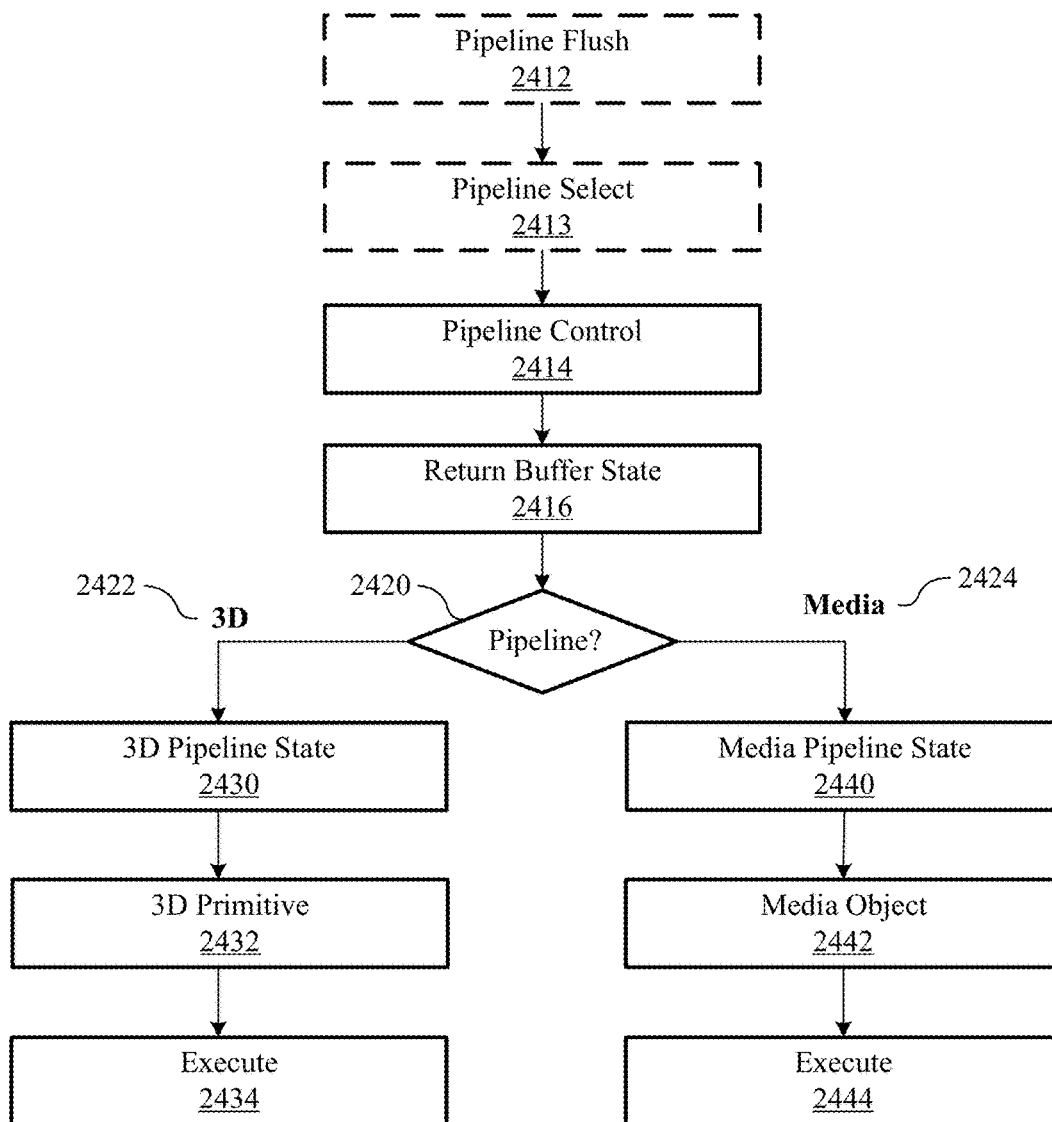 Pipeline Flush
2412
Pipeline Select
2413
Pipeline Control
2414
Return Buffer State
2416
2422
3D
2420
Pipeline?
Media
2424
3D Pipeline State
2430
Media Pipeline State
2440
3D Primitive
2432
Media Object
2442
Execute
2434
Execute
2444